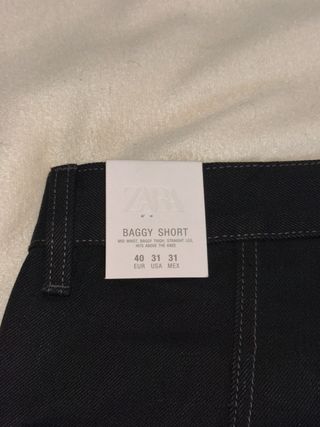 ZARA
BAGGY SHORT
MID WAIST, BAGGY THIGH, STRAIGHT LEG,
HITS ABOVE THE KNEE
40 31 31
EUR USA MEX